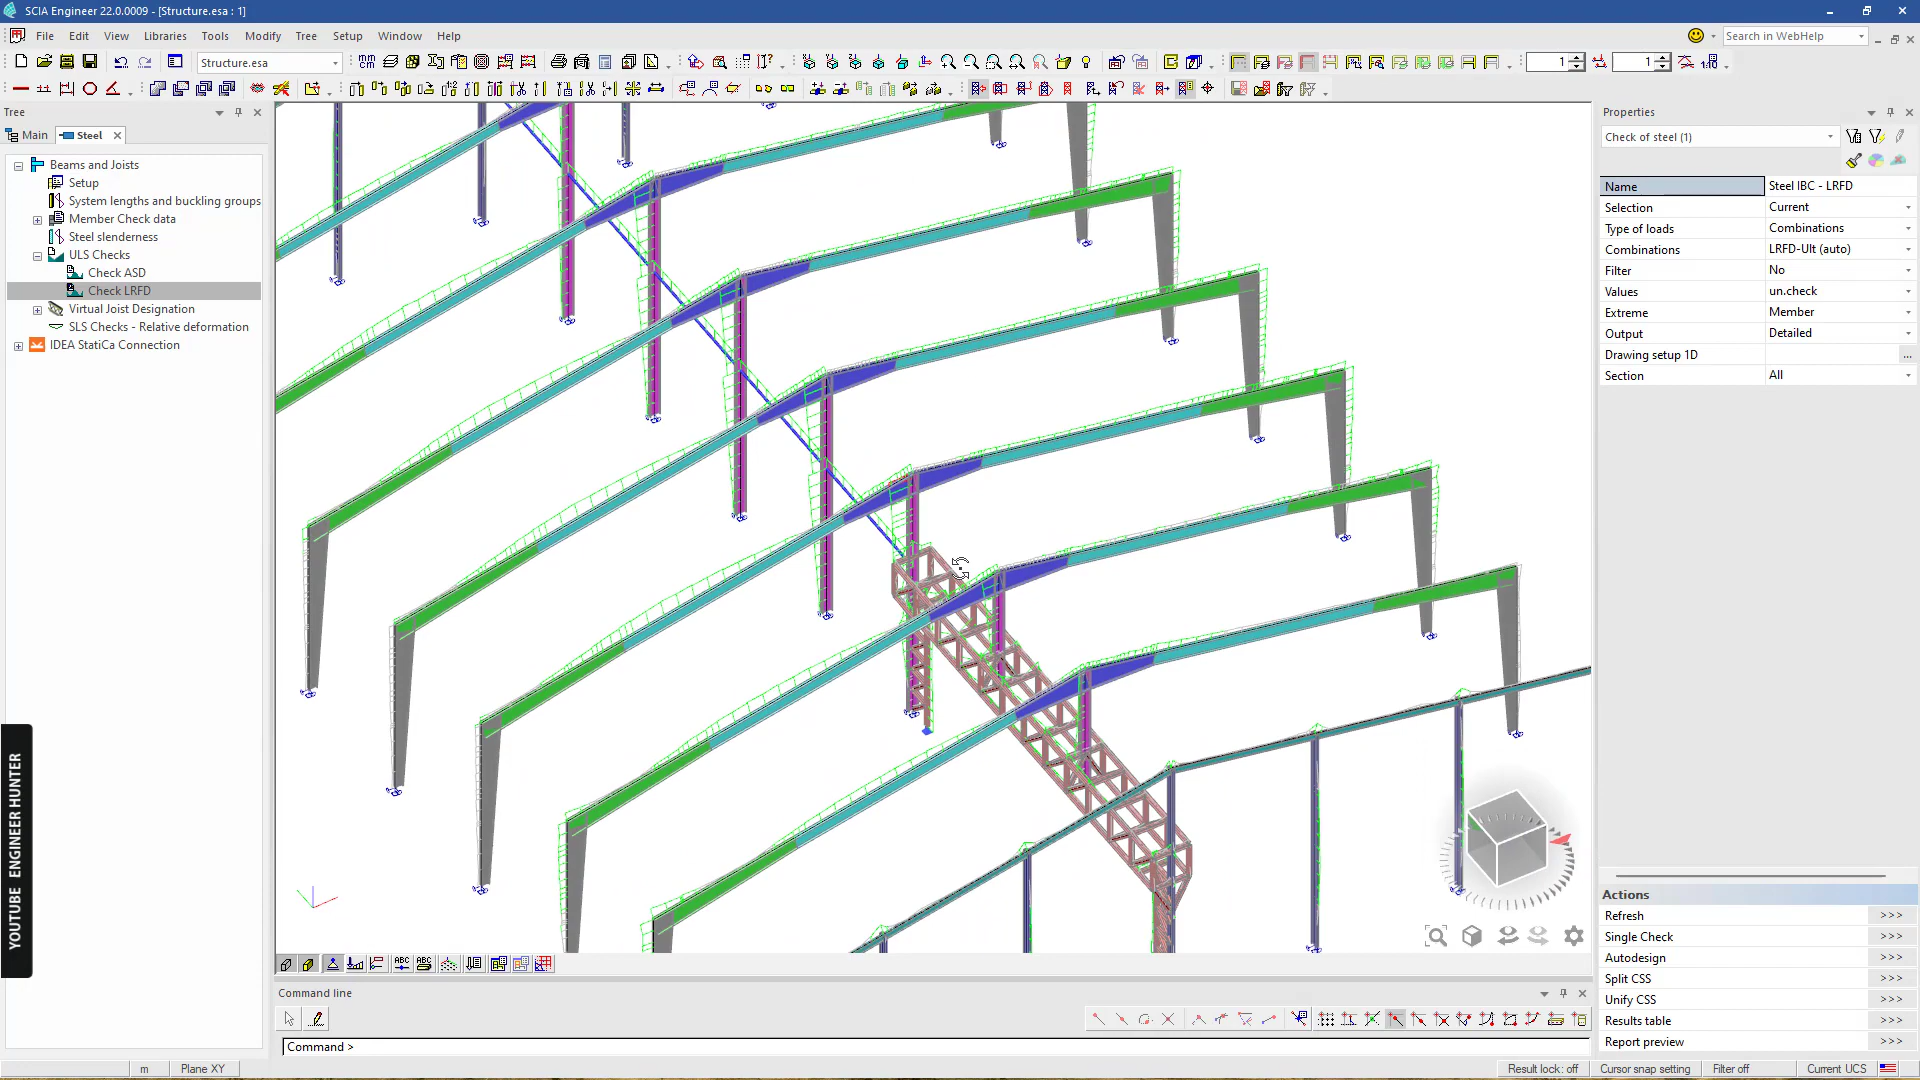 SCIA Engineer 22.0.0009 - [Structure.esa : 1]
File Edit View Libraries Tools Modify Tree Setup Window Help
Search in WebHelp
Structure.esa
1
1
Tree
Main
Steel
Beams and Joists
Setup
System lengths and buckling groups
Member Check data
Steel slenderness
ULS Checks
Check ASD
Check LRFD
Virtual Joist Designation
SLS Checks - Relative deformation
IDEA StatiCa Connection
YOUTUBE ENGINEER HUNTER
Properties
Check of steel (1)
Name Steel IBC - LRFD
Selection Current
Type of loads Combinations
Combinations LRFD-Ult (auto)
Filter No
Values un.check
Extreme Member
Output Detailed
Drawing setup 1D ...
Section All
Actions
Refresh >>>
Single Check >>>
Autodesign >>>
Split CSS >>>
Unify CSS >>>
Results table >>>
Report preview >>>
ABC ABC
Command line
Command >
m Plane XY
Result lock: off Cursor snap setting Filter off Current UCS